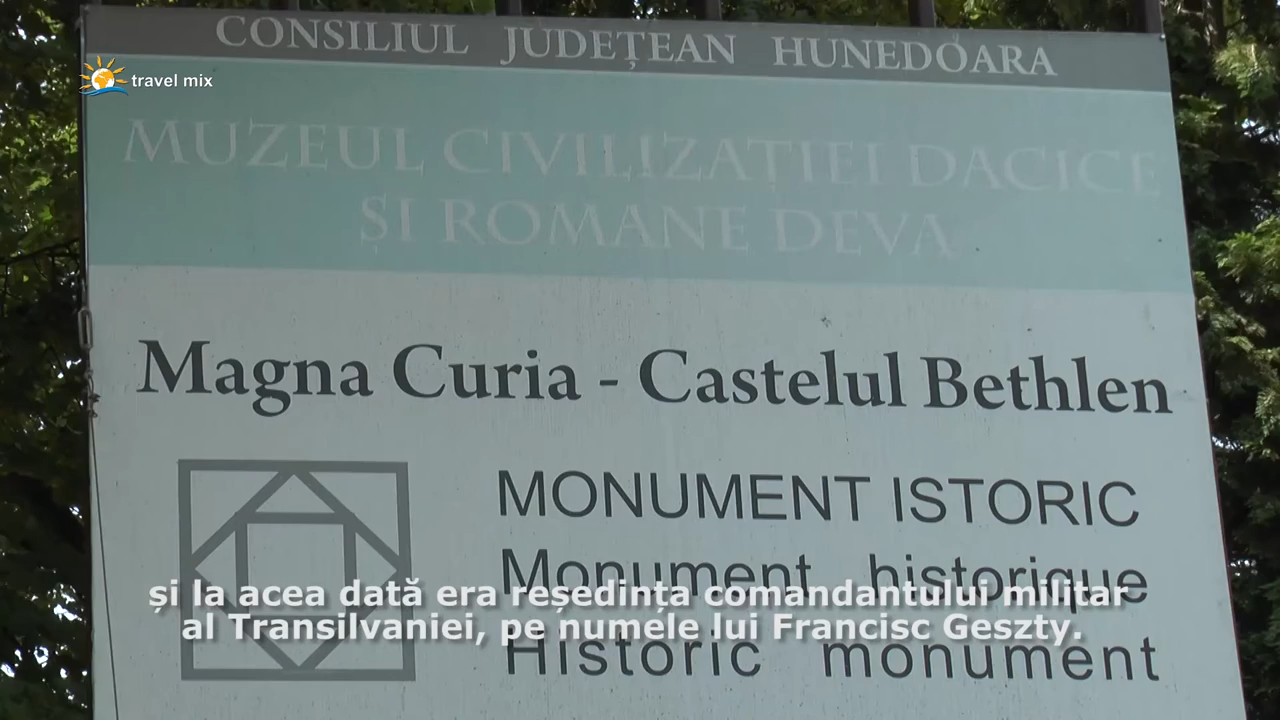 CONSILIUL JUDEȚEAN HUNEDOARA
travel mix
MUZEUL CIVILIZAȚIEI DACICE
ȘI ROMANE DEVA
Magna Curia - Castelul Bethlen
MONUMENT ISTORIC
Monument historique
și la acea dată era reședința comandantului militar
al Transilvaniei, pe numele lui Francisc Geszty.
Historic monument